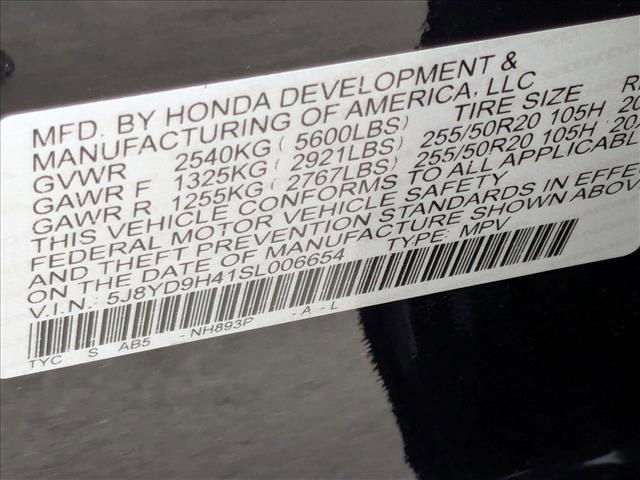 MFD. BY HONDA DEVELOPMENT &
MANUFACTURING OF AMERICA, LLC
GVWR 2540KG ( 5600LBS) TIRE SIZE
GAWR F 1325KG ( 2921LBS) 255/50R20 105H
GAWR R 1255KG ( 2767LBS) 255/50R20 105H
THIS VEHICLE CONFORMS TO ALL APPLICABLE
FEDERAL MOTOR VEHICLE SAFETY
AND THEFT PREVENTION STANDARDS IN EFFECT
ON THE DATE OF MANUFACTURE SHOWN ABOVE
V.I.N.: 5J8YD9H41SL006654 TYPE: MPV
TYC S AB5 - NH893P - A - L